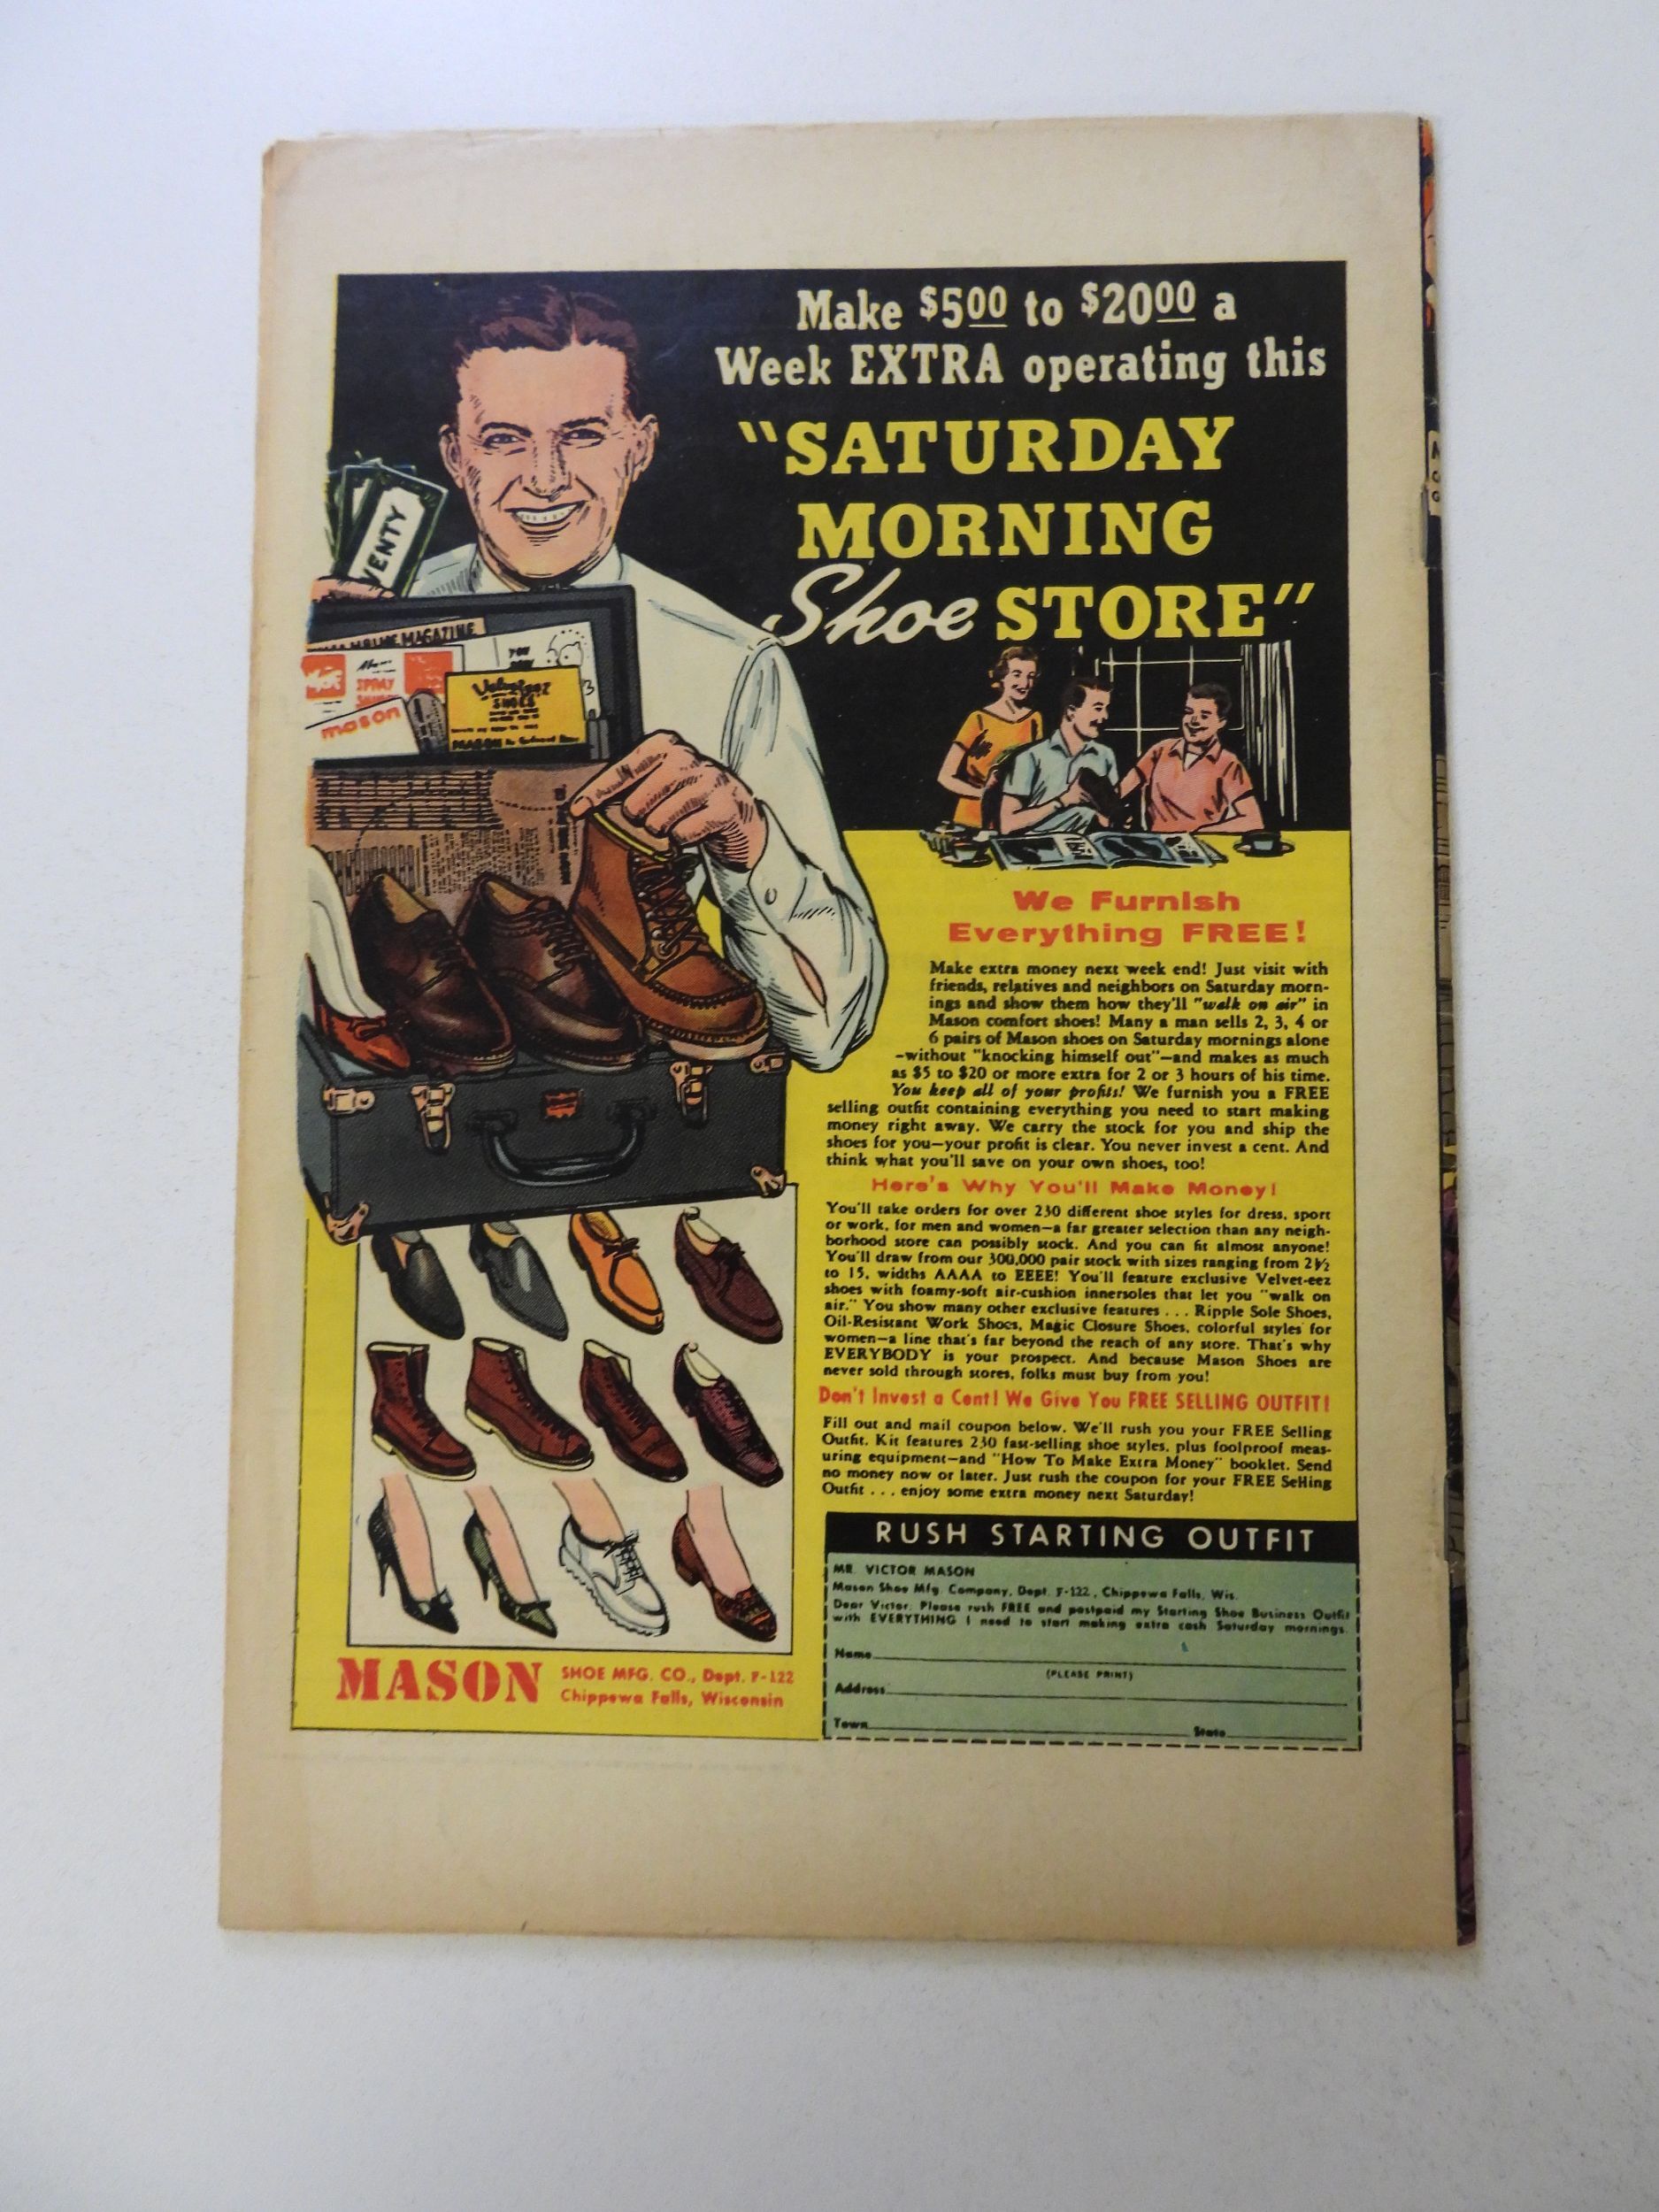 Make $5.00 to $20.00 a
Week EXTRA operating this
"SATURDAY
MORNING
Shoe STORE"
VENTY
MAGAZINE
SPRAY
mason
YOU
Velvet-eez
SHOES
MASON
We Furnish
Everything FREE!
Make extra money next week end! Just visit with
friends, relatives and neighbors on Saturday morn-
ings and show them how they'll "walk on air" in
Mason comfort shoes! Many a man sells 2, 3, 4 or
6 pairs of Mason shoes on Saturday mornings alone
—without "knocking himself out"—and makes as much
as $5 to $20 or more extra for 2 or 3 hours of his time.
You keep all of your profits! We furnish you a FREE
selling outfit containing everything you need to start making
money right away. We carry the stock for you and ship the
shoes for you—your profit is clear. You never invest a cent. And
think what you'll save on your own shoes, too!
Here's Why You'll Make Money!
You'll take orders for over 230 different shoe styles for dress, sport
or work, for men and women—a far greater selection than any neigh-
borhood store can possibly stock. And you can fit almost anyone!
You'll draw from our 300,000 pair stock with sizes ranging from 2½
to 15, widths AAAA to EEEE! You'll feature exclusive Velvet-eez
shoes with foamy-soft air-cushion innersoles that let you "walk on
air." You show many other exclusive features . . . Ripple Sole Shoes,
Oil-Resistant Work Shoes, Magic Closure Shoes, colorful styles for
women—a line that's far beyond the reach of any store. That's why
EVERYBODY is your prospect. And because Mason Shoes are
never sold through stores, folks must buy from you!
Don't Invest a Cent! We Give You FREE SELLING OUTFIT!
Fill out and mail coupon below. We'll rush you your FREE Selling
Outfit. Kit features 230 fast-selling shoe styles, plus foolproof meas-
uring equipment—and "How To Make Extra Money" booklet. Send
no money now or later. Just rush the coupon for your FREE Selling
Outfit . . . enjoy some extra money next Saturday!
MASON SHOE MFG. CO., Dept. F-122
Chippewa Falls, Wisconsin
RUSH STARTING OUTFIT
MR. VICTOR MASON
Mason Shoe Mfg. Company, Dept. F-122, Chippewa Falls, Wis.
Dear Victor: Please rush FREE and postpaid my Starting Shoe Business Outfit
with EVERYTHING I need to start making extra cash Saturday mornings.
Name
(PLEASE PRINT)
Address
Town State